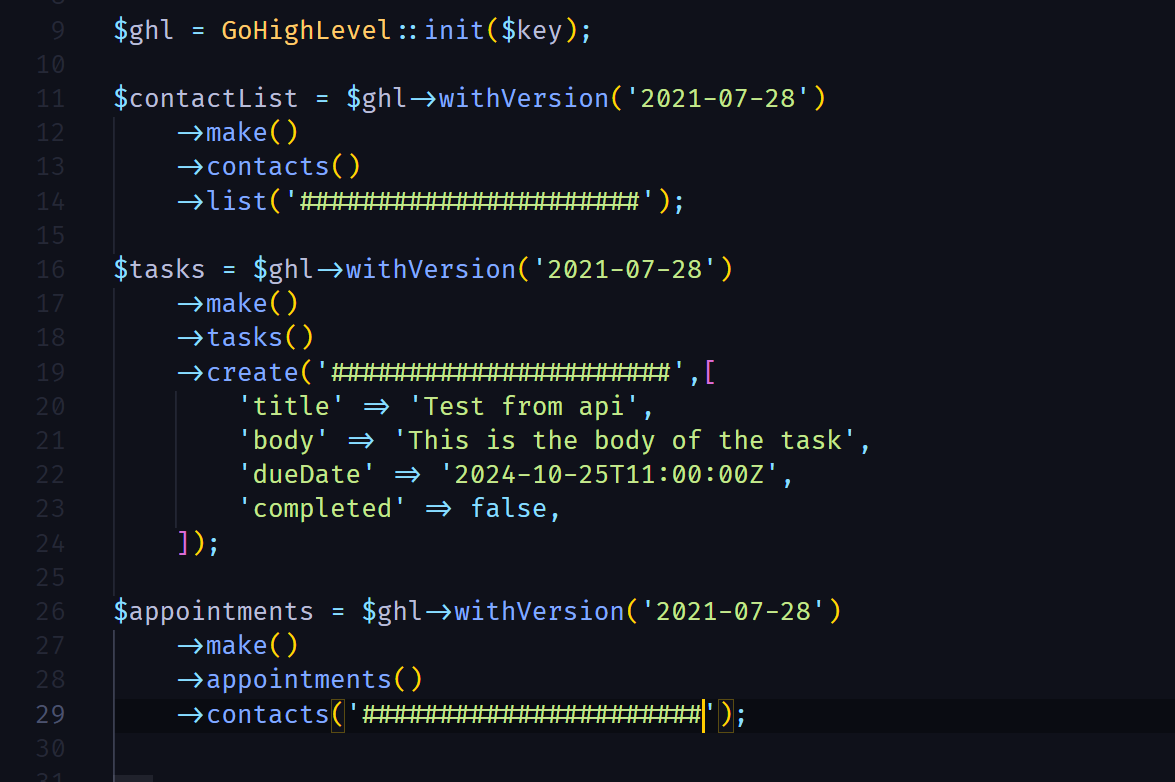 9 $ghl = GoHighLevel::init($key);
10
11 $contactList = $ghl->withVersion('2021-07-28')
12 ->make()
13 ->contacts()
14 ->list('######################');
15
16 $tasks = $ghl->withVersion('2021-07-28')
17 ->make()
18 ->tasks()
19 ->create('######################',[
20 'title' => 'Test from api',
21 'body' => 'This is the body of the task',
22 'dueDate' => '2024-10-25T11:00:00Z',
23 'completed' => false,
24 ]);
25
26 $appointments = $ghl->withVersion('2021-07-28')
27 ->make()
28 ->appointments()
29 ->contacts('######################');
30
31